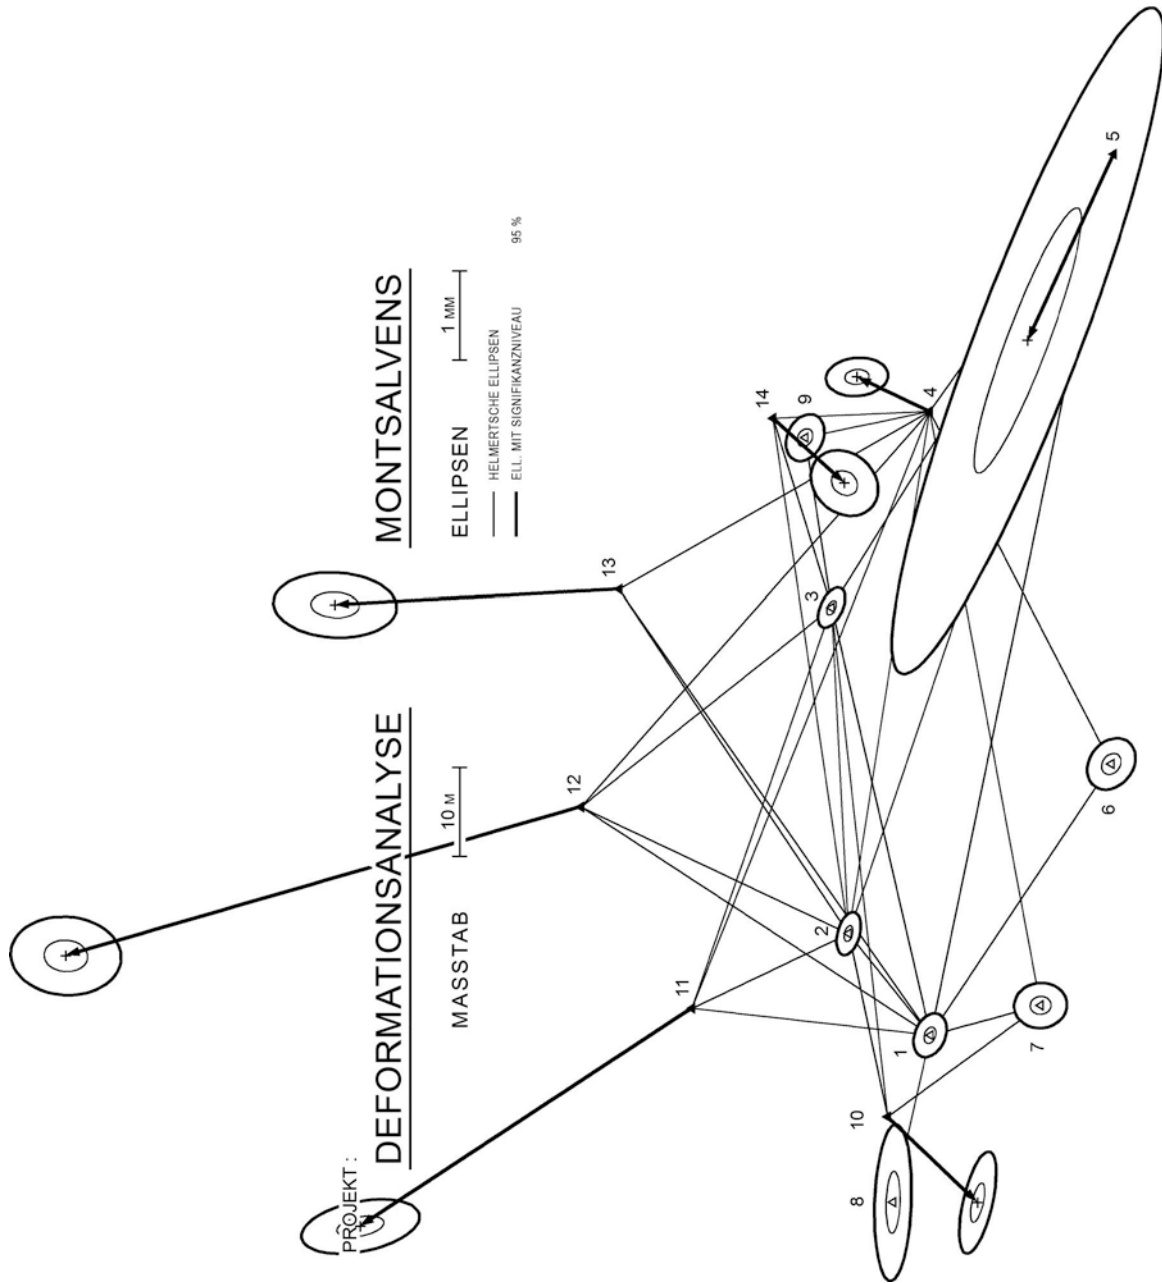 PROJEKT :
DEFORMATIONSANALYSE MONTSALVENS
MASSTAB 10 M
ELLIPSEN 1 MM
HELMERTSCHE ELLIPSEN
ELL. MIT SIGNIFIKANZNIVEAU 95 %
12
13
11
14
9
3
4
5
2
10
8
1
7
6